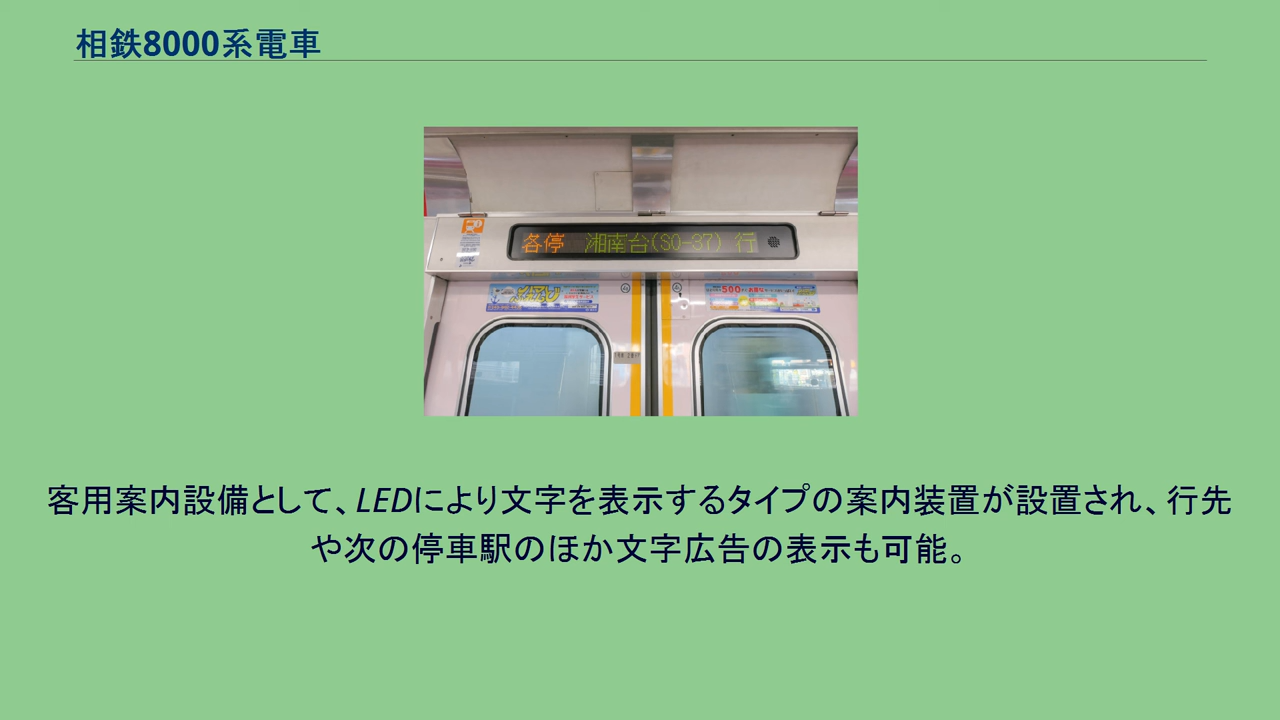 相鉄8000系電車
各停 湘南台(SO-37) 行
500
客用案内設備として、LEDにより文字を表示するタイプの案内装置が設置され、行先
や次の停車駅のほか文字広告の表示も可能。